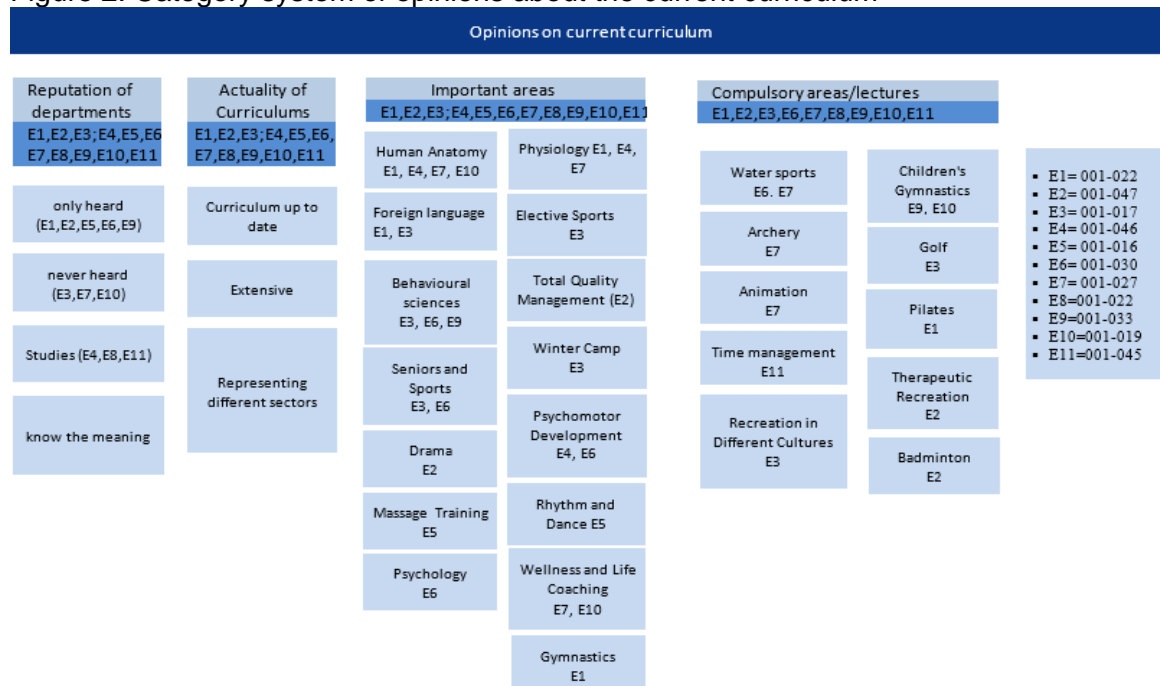 Figure 2: Category system of opinions about the current curriculum
Opinions on current curriculum
Reputation of
departments
E1,E2,E3;E4,E5,E6
E7,E8,E9,E10,E11
only heard
(E1,E2,E5,E6,E9)
never heard
(E3,E7,E10)
Studies (E4,E8,E11)
know the meaning
Actuality of
Curriculums
E1,E2,E3;E4,E5,E6,
E7,E8,E9,E10,E11
Curriculum up to
date
Extensive
Representing
different sectors
Important areas
E1,E2,E3;E4,E5,E6,E7,E8,E9,E10,E11
Human Anatomy
E1, E4, E7, E10
Foreign language
E1, E3
Behavioural
sciences
E3, E6, E9
Seniors and
Sports
E3, E6
Drama
E2
Massage Training
E5
Psychology
E6
Physiology E1, E4,
E7
Elective Sports
E3
Total Quality
Management (E2)
Winter Camp
E3
Psychomotor
Development
E4, E6
Rhythm and
Dance E5
Wellness and Life
Coaching
E7, E10
Gymnastics
E1
Compulsory areas/lectures
E1,E2,E3,E6,E7,E8,E9,E10,E11
Water sports
E6. E7
Archery
E7
Animation
E7
Time management
E11
Recreation in
Different Cultures
E3
Children's
Gymnastics
E9, E10
Golf
E3
Pilates
E1
Therapeutic
Recreation
E2
Badminton
E2
▪ E1= 001-022
▪ E2= 001-047
▪ E3= 001-017
▪ E4= 001-046
▪ E5= 001-016
▪ E6= 001-030
▪ E7= 001-027
▪ E8=001-022
▪ E9=001-033
▪ E10=001-019
▪ E11=001-045